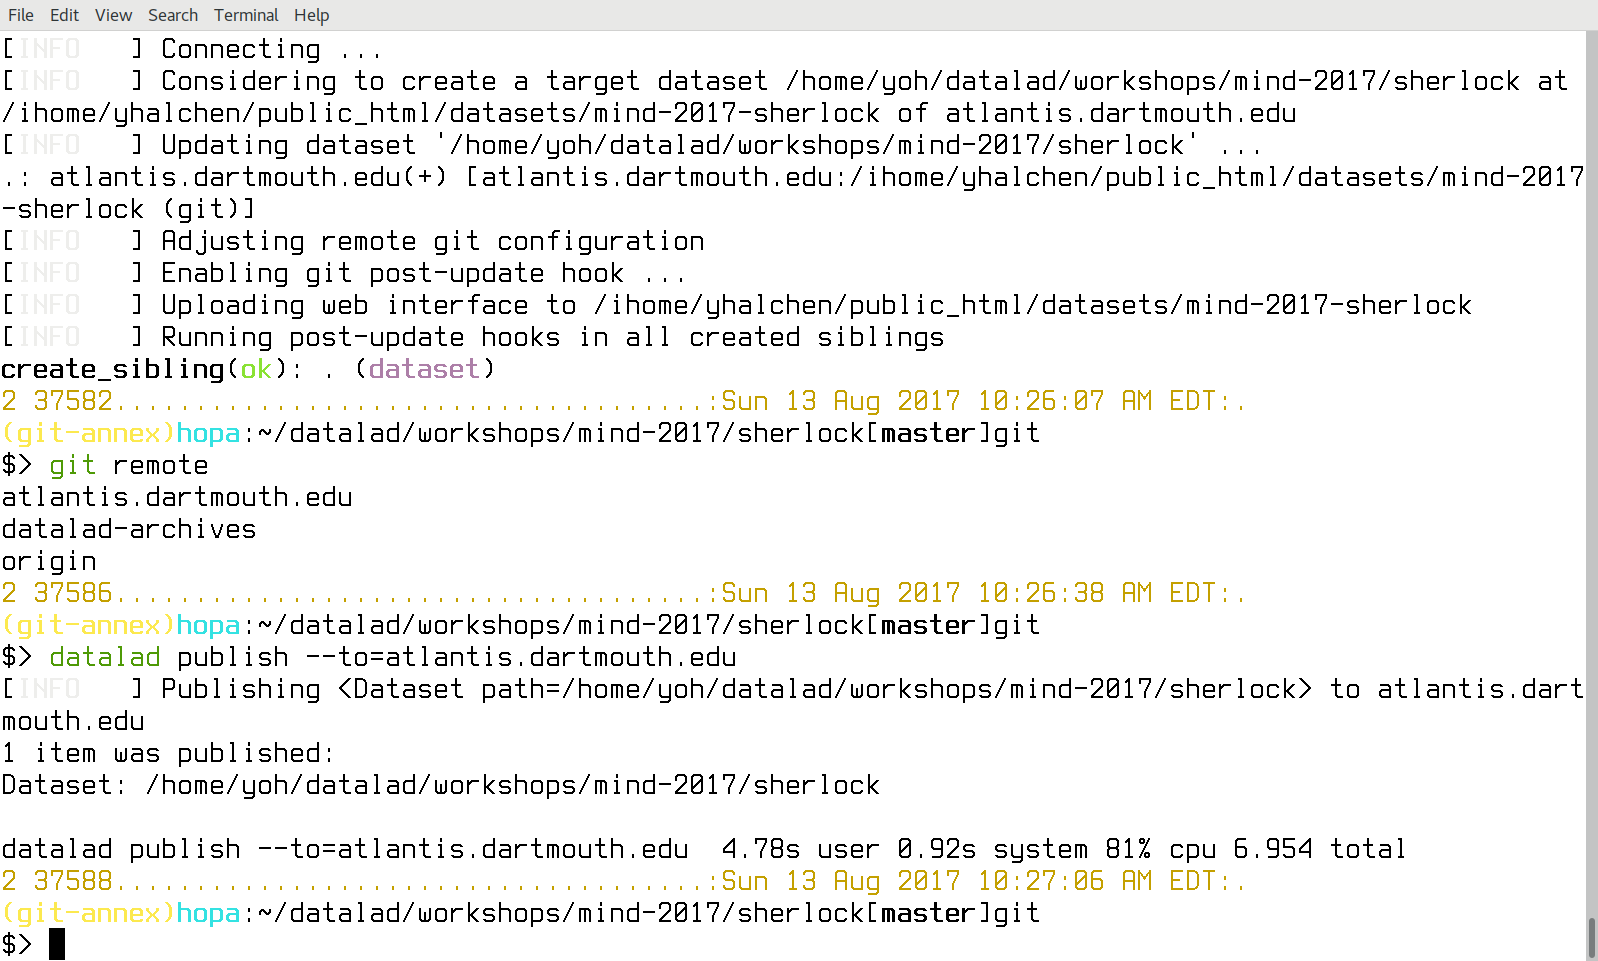 File Edit View Search Terminal Help
[INFO   ] Connecting ...
[INFO   ] Considering to create a target dataset /home/yoh/datalad/workshops/mind-2017/sherlock at
/ihome/yhalchen/public_html/datasets/mind-2017-sherlock of atlantis.dartmouth.edu
[INFO   ] Updating dataset '/home/yoh/datalad/workshops/mind-2017/sherlock' ...
.: atlantis.dartmouth.edu(+) [atlantis.dartmouth.edu:/ihome/yhalchen/public_html/datasets/mind-2017
-sherlock (git)]
[INFO   ] Adjusting remote git configuration
[INFO   ] Enabling git post-update hook ...
[INFO   ] Uploading web interface to /ihome/yhalchen/public_html/datasets/mind-2017-sherlock
[INFO   ] Running post-update hooks in all created siblings
create_sibling(ok): . (dataset)
2 37582.....................................:Sun 13 Aug 2017 10:26:07 AM EDT:.
(git-annex)hopa:~/datalad/workshops/mind-2017/sherlock[master]git
$> git remote
atlantis.dartmouth.edu
datalad-archives
origin
2 37586.....................................:Sun 13 Aug 2017 10:26:38 AM EDT:.
(git-annex)hopa:~/datalad/workshops/mind-2017/sherlock[master]git
$> datalad publish --to=atlantis.dartmouth.edu
[INFO   ] Publishing <Dataset path=/home/yoh/datalad/workshops/mind-2017/sherlock> to atlantis.dart
mouth.edu
1 item was published:
Dataset: /home/yoh/datalad/workshops/mind-2017/sherlock
datalad publish --to=atlantis.dartmouth.edu  4.78s user 0.92s system 81% cpu 6.954 total
2 37588.....................................:Sun 13 Aug 2017 10:27:06 AM EDT:.
(git-annex)hopa:~/datalad/workshops/mind-2017/sherlock[master]git
$>